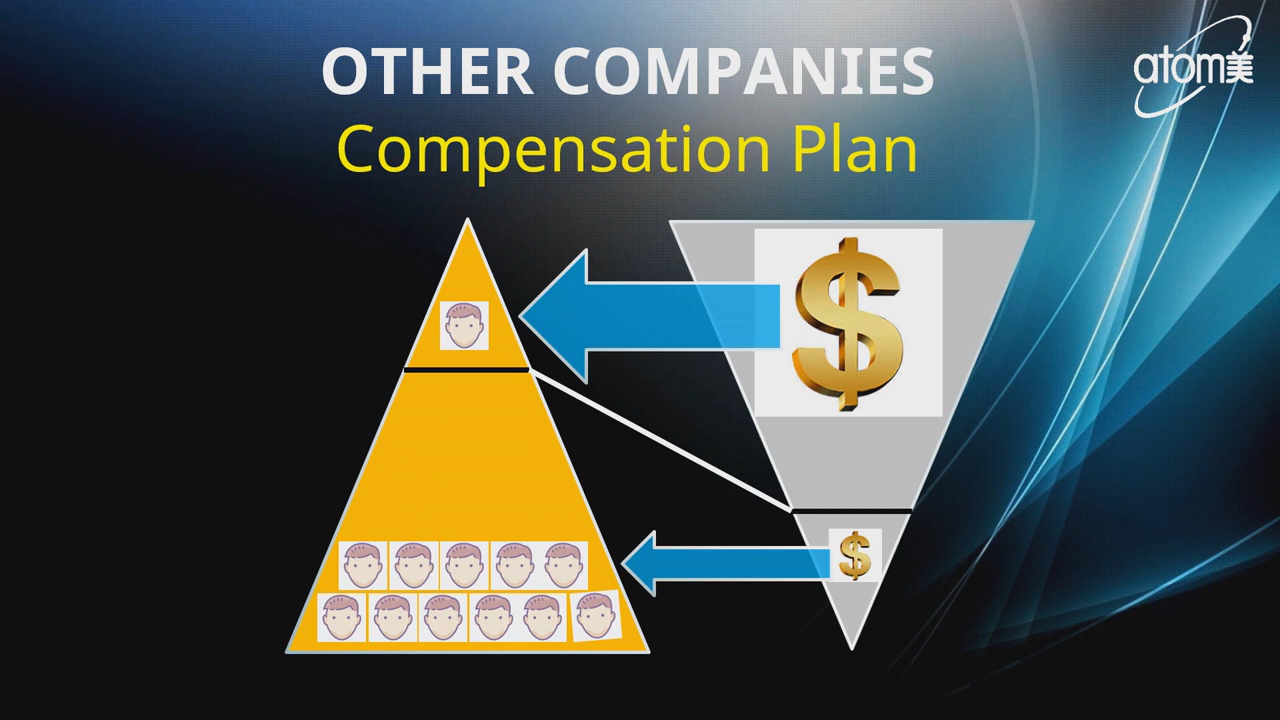 OTHER COMPANIES
Compensation Plan
atom美
$
$